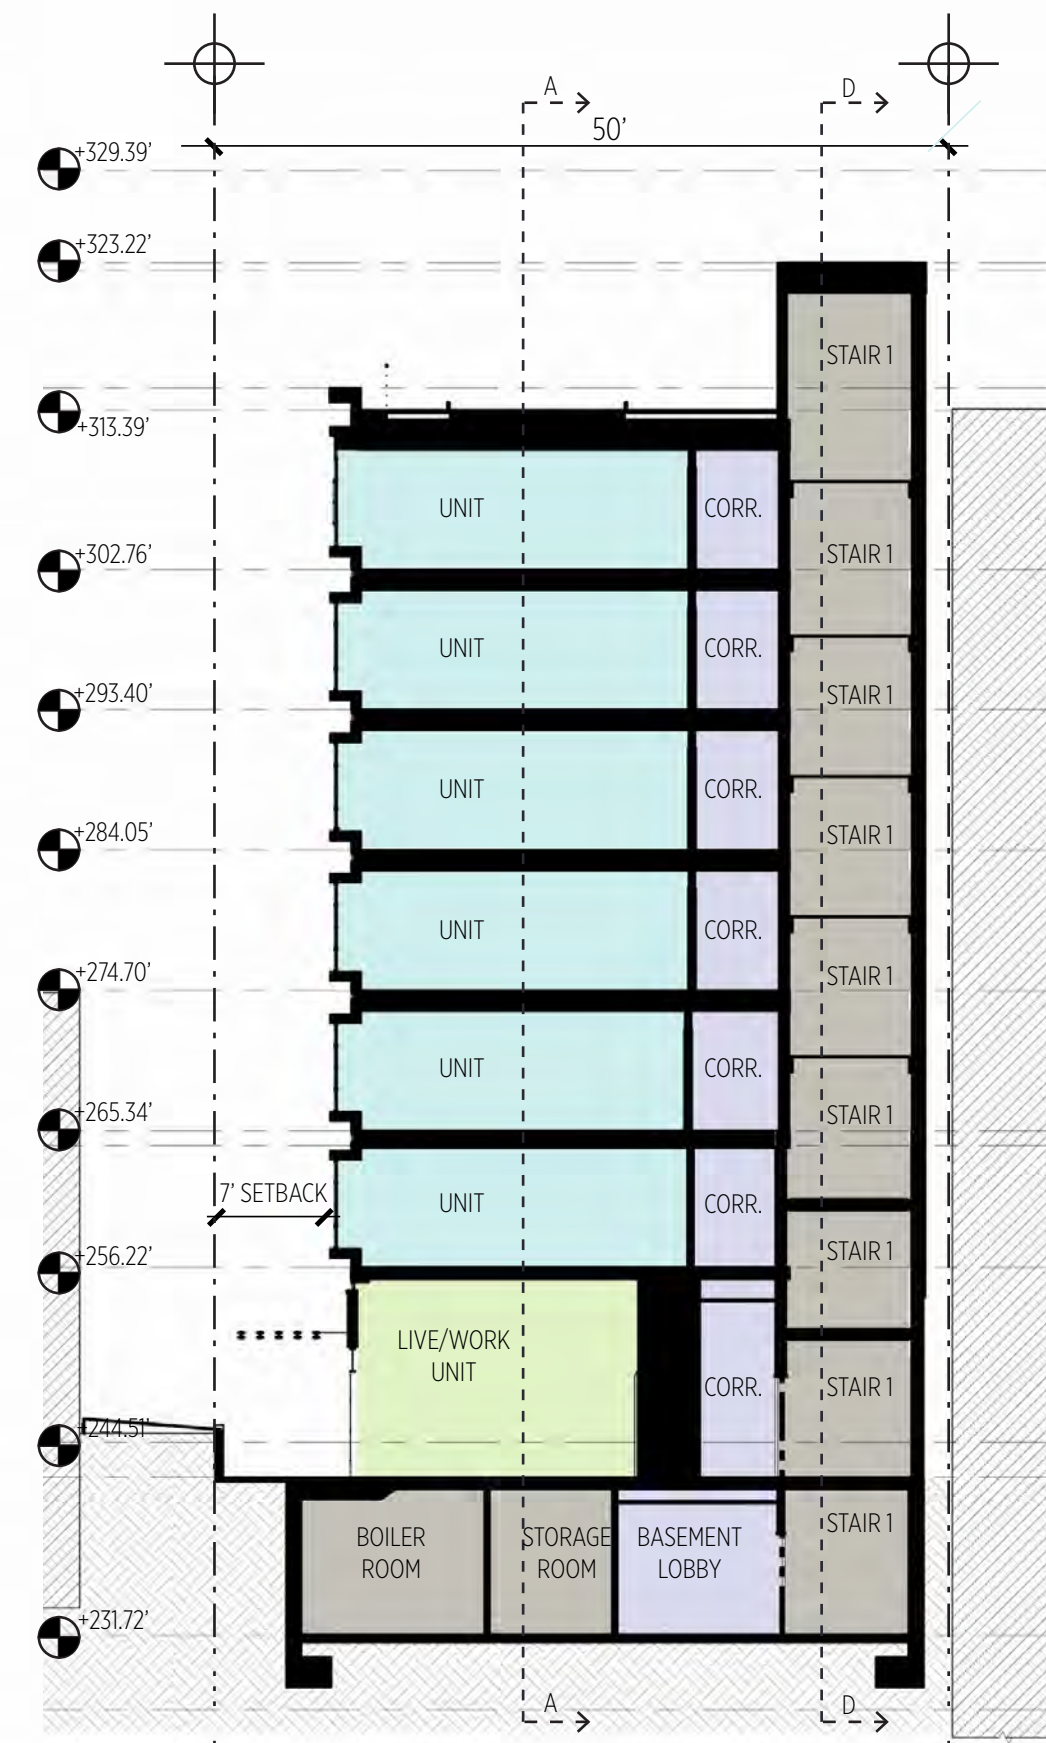 A
D
50'
+329.39'
+323.22'
STAIR 1
+313.39'
UNIT
CORR.
STAIR 1
+302.76'
UNIT
CORR.
STAIR 1
+293.40'
UNIT
CORR.
STAIR 1
+284.05'
UNIT
CORR.
STAIR 1
+274.70'
UNIT
CORR.
STAIR 1
+265.34'
7' SETBACK
UNIT
CORR.
STAIR 1
+256.22'
LIVE/WORK
UNIT
CORR.
STAIR 1
+244.51'
BOILER
ROOM
STORAGE
ROOM
BASEMENT
LOBBY
STAIR 1
+231.72'
A
D